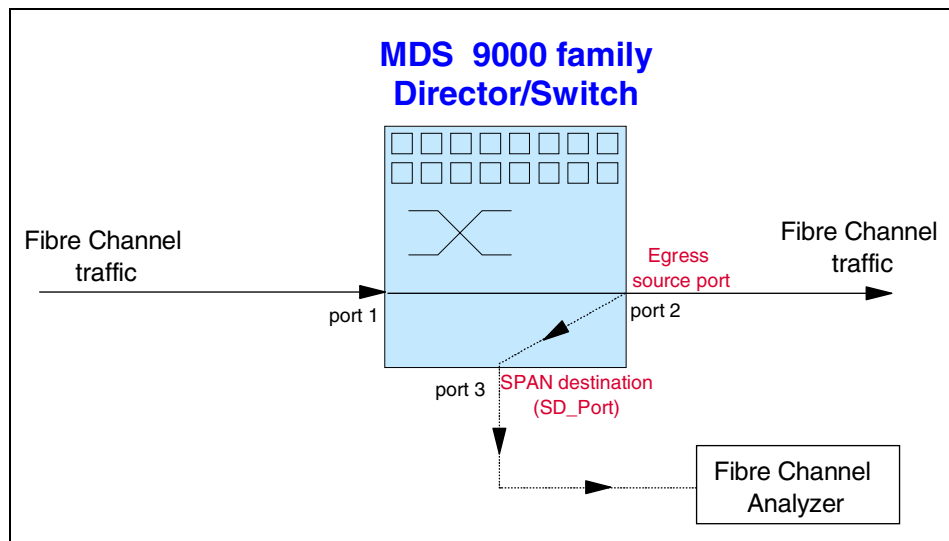 MDS 9000 family
Director/Switch
Fibre Channel
traffic
Fibre Channel
traffic
Egress
source port
port 1
port 2
port 3
SPAN destination
(SD_Port)
Fibre Channel
Analyzer